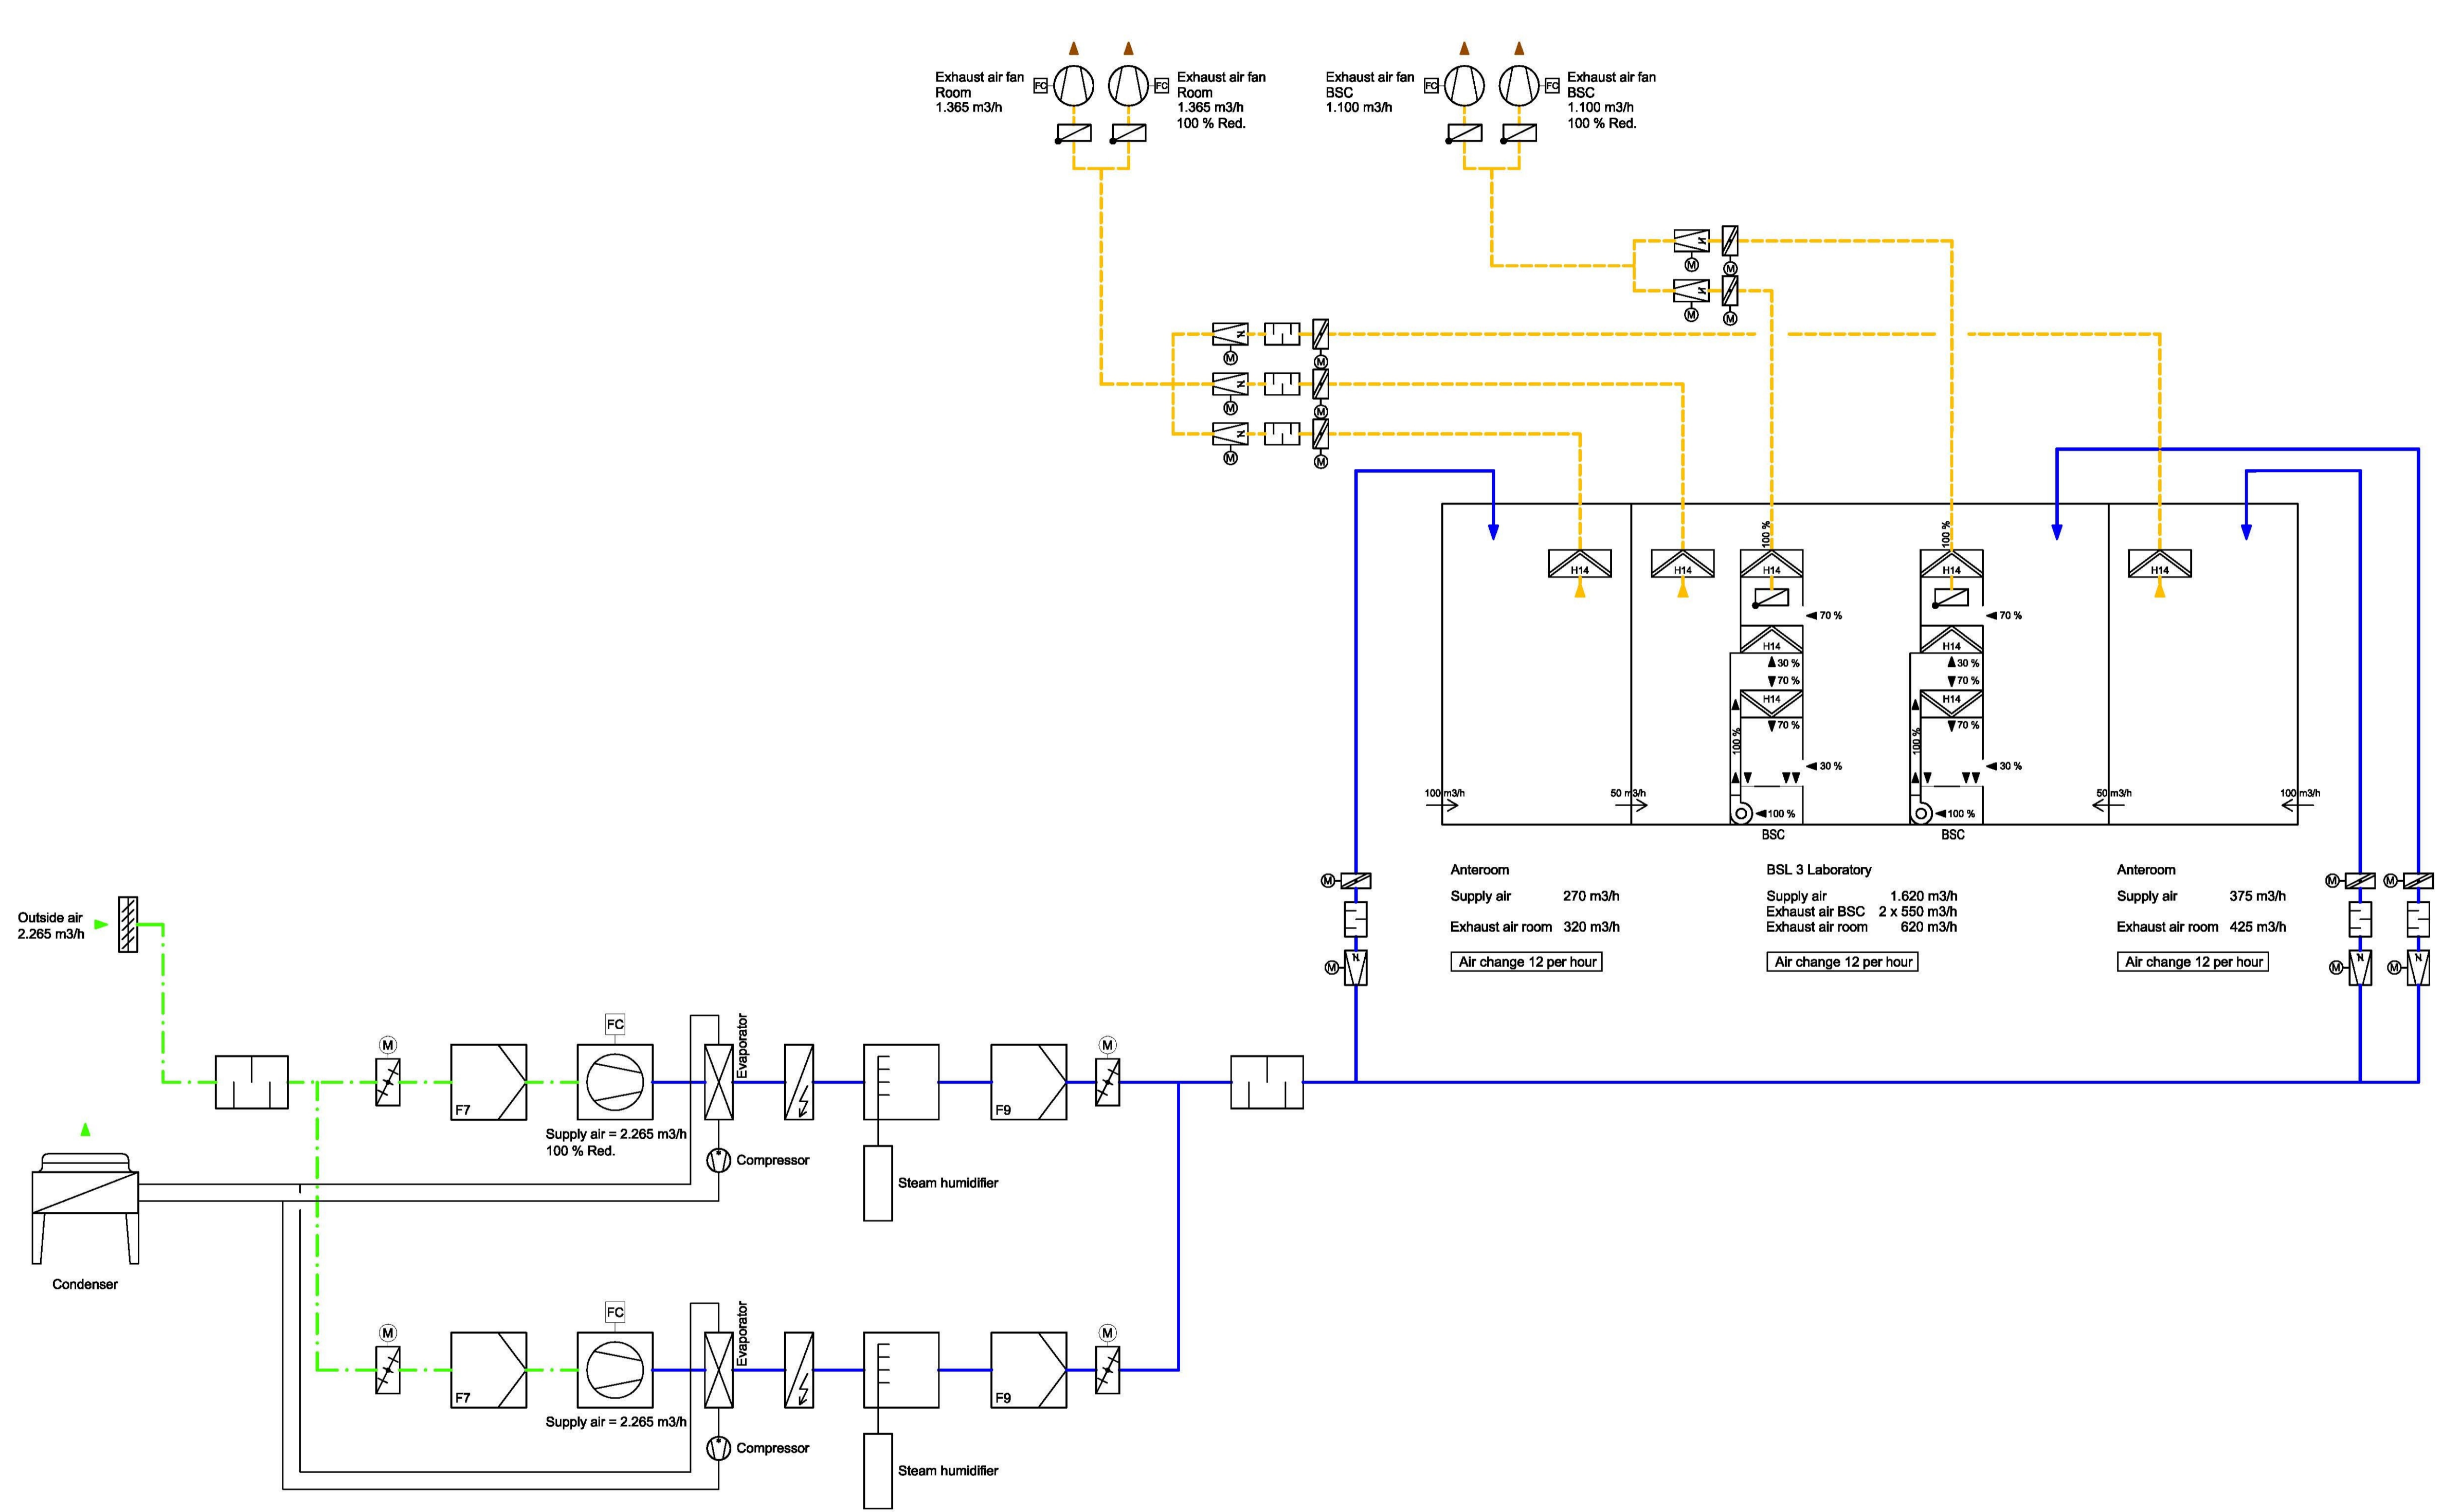 Exhaust air fan
Room
1.365 m3/h
FC
FC
Exhaust air fan
Room
1.365 m3/h
100 % Red.
Exhaust air fan
BSC
1.100 m3/h
FC
FC
Exhaust air fan
BSC
1.100 m3/h
100 % Red.
M
M
M
M
M
M
M
M
M
M
100 %
100 %
H14
H14
H14
H14
H14
70 %
70 %
H14
H14
30 %
30 %
70 %
70 %
H14
H14
70 %
70 %
100 %
100 %
30 %
30 %
100 m3/h
50 m3/h
50 m3/h
100 m3/h
100 %
100 %
BSC
BSC
Anteroom
Supply air 270 m3/h
Exhaust air room 320 m3/h
Air change 12 per hour
BSL 3 Laboratory
Supply air 1.620 m3/h
Exhaust air BSC 2 x 550 m3/h
Exhaust air room 620 m3/h
Air change 12 per hour
Anteroom
Supply air 375 m3/h
Exhaust air room 425 m3/h
Air change 12 per hour
M
M
M
M
M
M
Outside air
2.265 m3/h
M
F7
FC
Supply air = 2.265 m3/h
100 % Red.
Evaporator
Compressor
Steam humidifier
F9
M
Condenser
M
F7
FC
Supply air = 2.265 m3/h
Evaporator
Compressor
Steam humidifier
F9
M